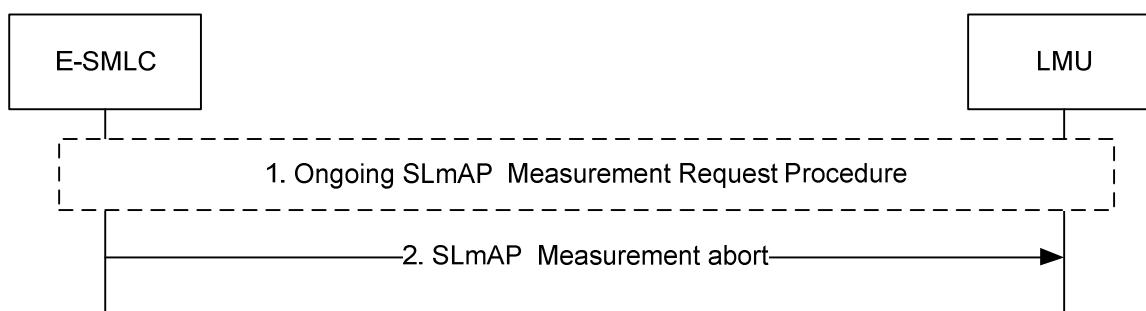 E-SMLC
LMU
1. Ongoing SLmAP Measurement Request Procedure
2. SLmAP Measurement abort